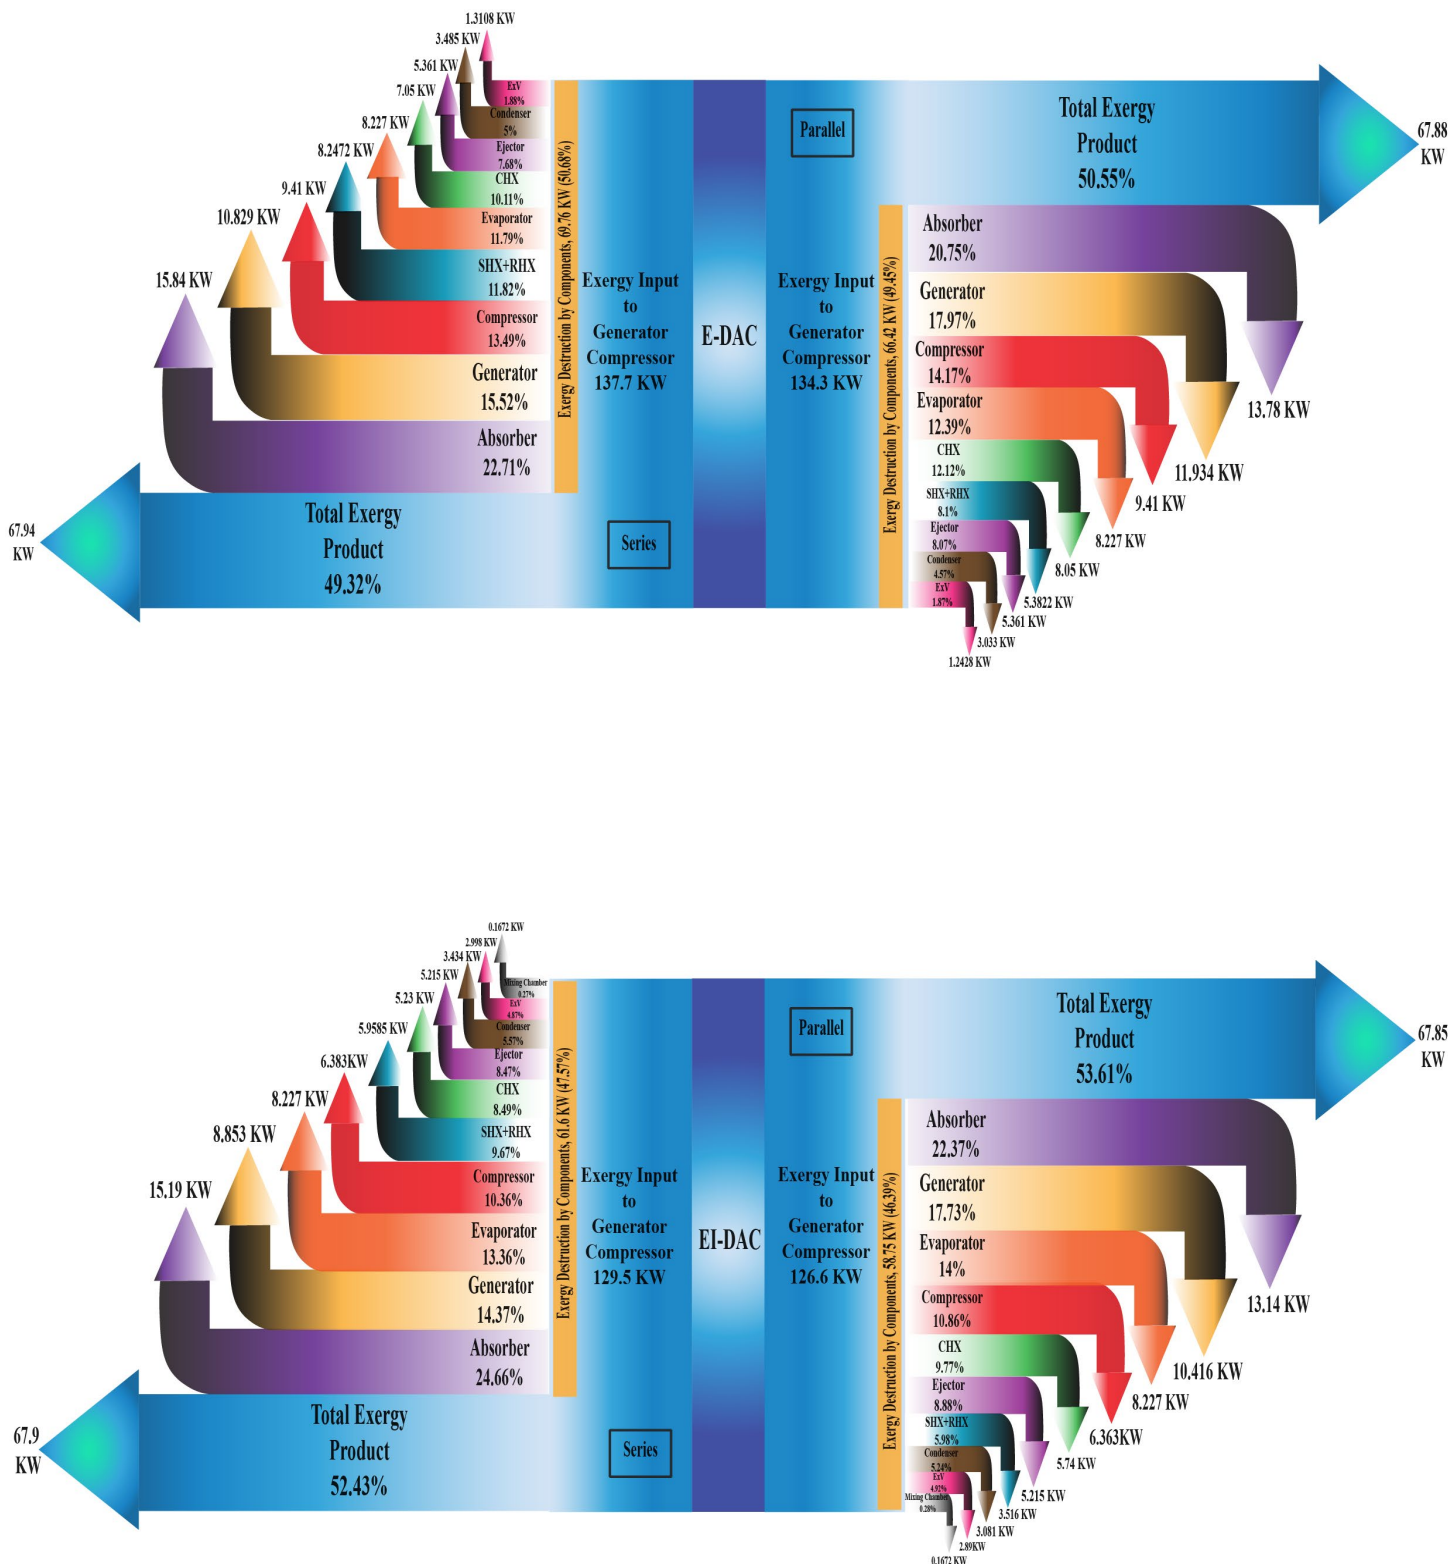 1.3108 KW
3.485 KW
5.361 KW
7.05 KW
8.227 KW
8.2472 KW
9.41 KW
10.829 KW
15.84 KW
ExV
1.88%
Condenser
5%
Ejector
7.68%
CHX
10.11%
Evaporator
11.79%
SHX+RHX
11.82%
Compressor
13.49%
Generator
15.52%
Absorber
22.71%
Total Exergy
Product
49.32%
67.94
KW
Exergy Destruction by Components, 69.76 KW (50.68%)
Exergy Input
to
Generator
Compressor
137.7 KW
Series
E-DAC
Parallel
Exergy Input
to
Generator
Compressor
134.3 KW
Exergy Destruction by Components, 66.42 KW (49.45%)
Total Exergy
Product
50.55%
67.88
KW
Absorber
20.75%
Generator
17.97%
Compressor
14.17%
Evaporator
12.39%
CHX
12.12%
SHX+RHX
8.1%
Ejector
8.07%
Condenser
4.57%
ExV
1.87%
13.78 KW
11.934 KW
9.41 KW
8.227 KW
8.05 KW
5.3822 KW
5.361 KW
3.033 KW
1.2428 KW
0.1672 KW
2.998 KW
3.434 KW
5.215 KW
5.23 KW
5.9585 KW
6.383KW
8.227 KW
8.853 KW
15.19 KW
Mixing Chamber
0.27%
ExV
4.87%
Condenser
5.57%
Ejector
8.47%
CHX
8.49%
SHX+RHX
9.67%
Compressor
10.36%
Evaporator
13.36%
Generator
14.37%
Absorber
24.66%
Total Exergy
Product
52.43%
67.9
KW
Exergy Destruction by Components, 61.6 KW (47.57%)
Exergy Input
to
Generator
Compressor
129.5 KW
Series
EI-DAC
Parallel
Exergy Input
to
Generator
Compressor
126.6 KW
Exergy Destruction by Components, 58.75 KW (46.39%)
Total Exergy
Product
53.61%
67.85
KW
Absorber
22.37%
Generator
17.73%
Evaporator
14%
Compressor
10.86%
CHX
9.77%
Ejector
8.88%
SHX+RHX
5.98%
Condenser
5.24%
ExV
4.92%
Mixing Chamber
0.28%
13.14 KW
10.416 KW
8.227 KW
6.363KW
5.74 KW
5.215 KW
3.516 KW
3.081 KW
2.89KW
0.1672 KW